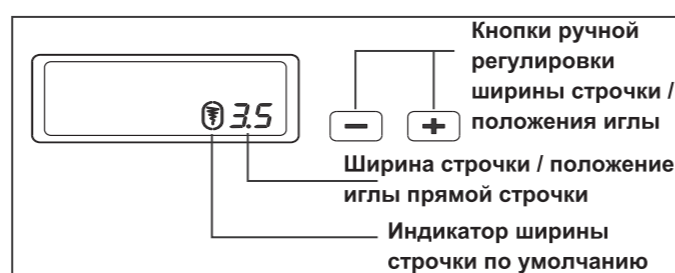 Кнопки ручной
регулировки
ширины строчки /
положения иглы
3.5
Ширина строчки / положение
иглы прямой строчки
Индикатор ширины
строчки по умолчанию